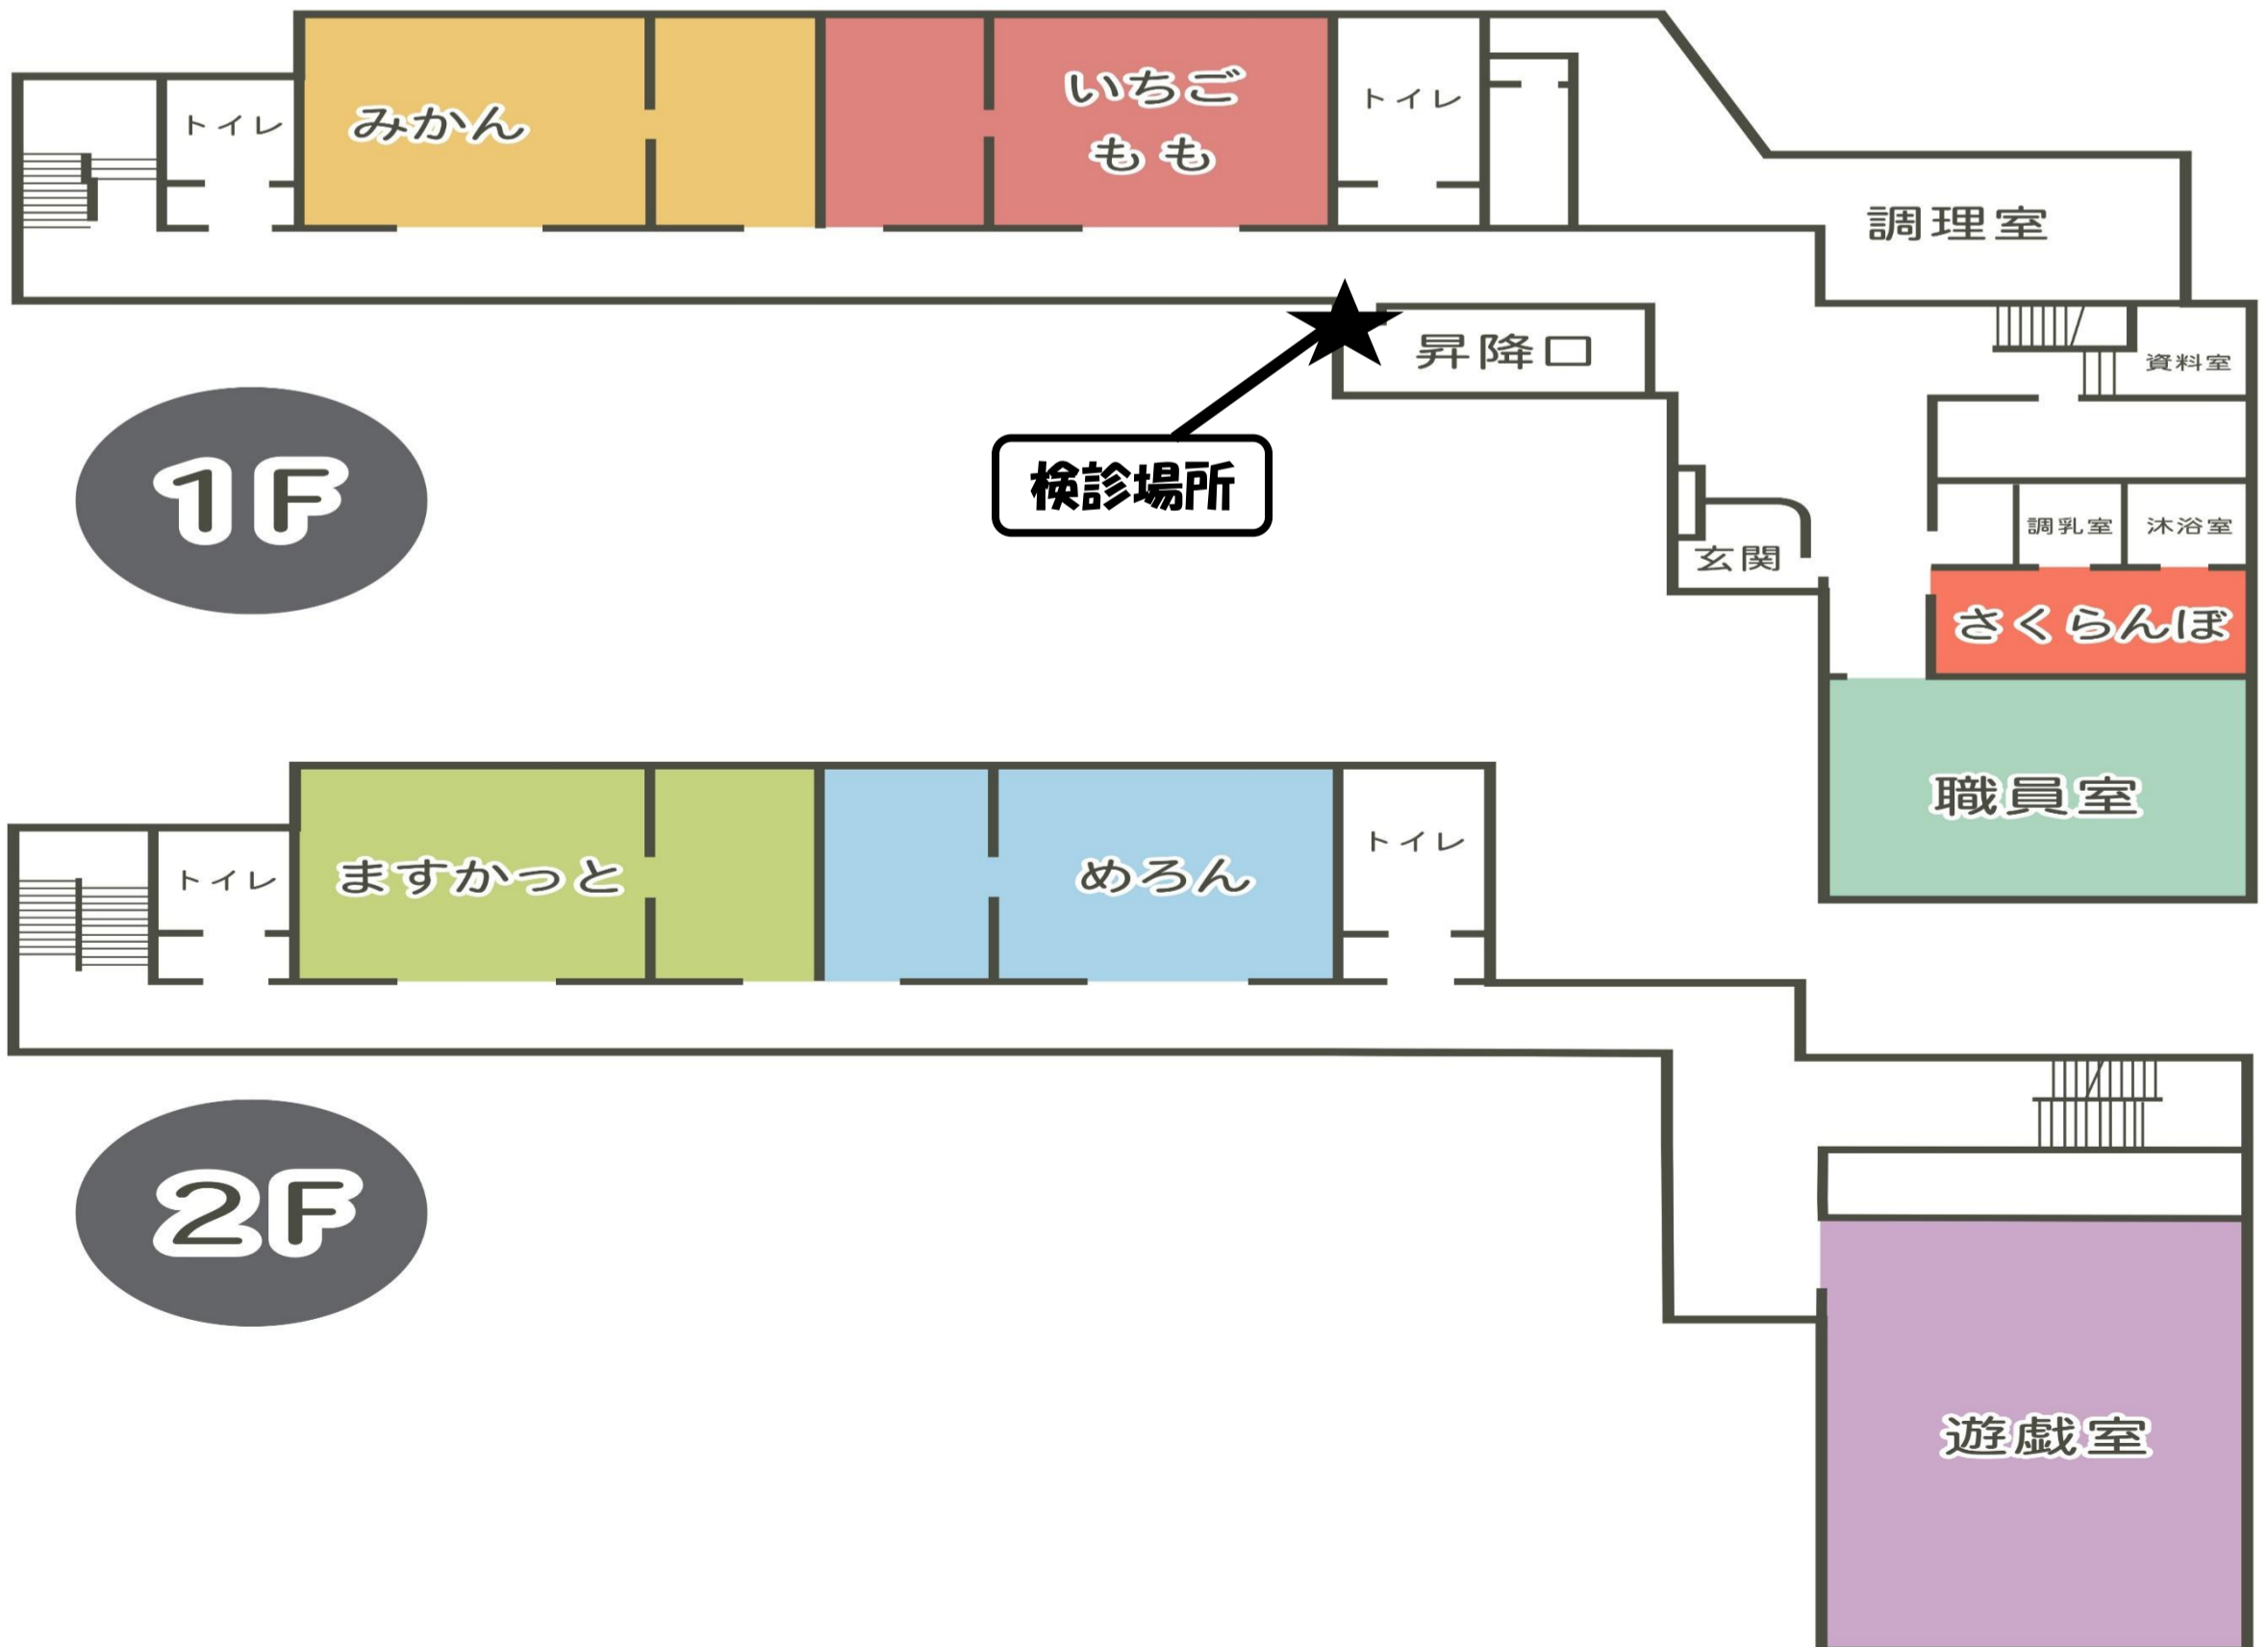 みかん
いちご
もも
トイレ
トイレ
調理室
昇降口
資料室
1F
検診場所
調乳室
沐浴室
玄関
さくらんぼ
職員室
ますかっと
めろん
トイレ
トイレ
2F
遊戯室